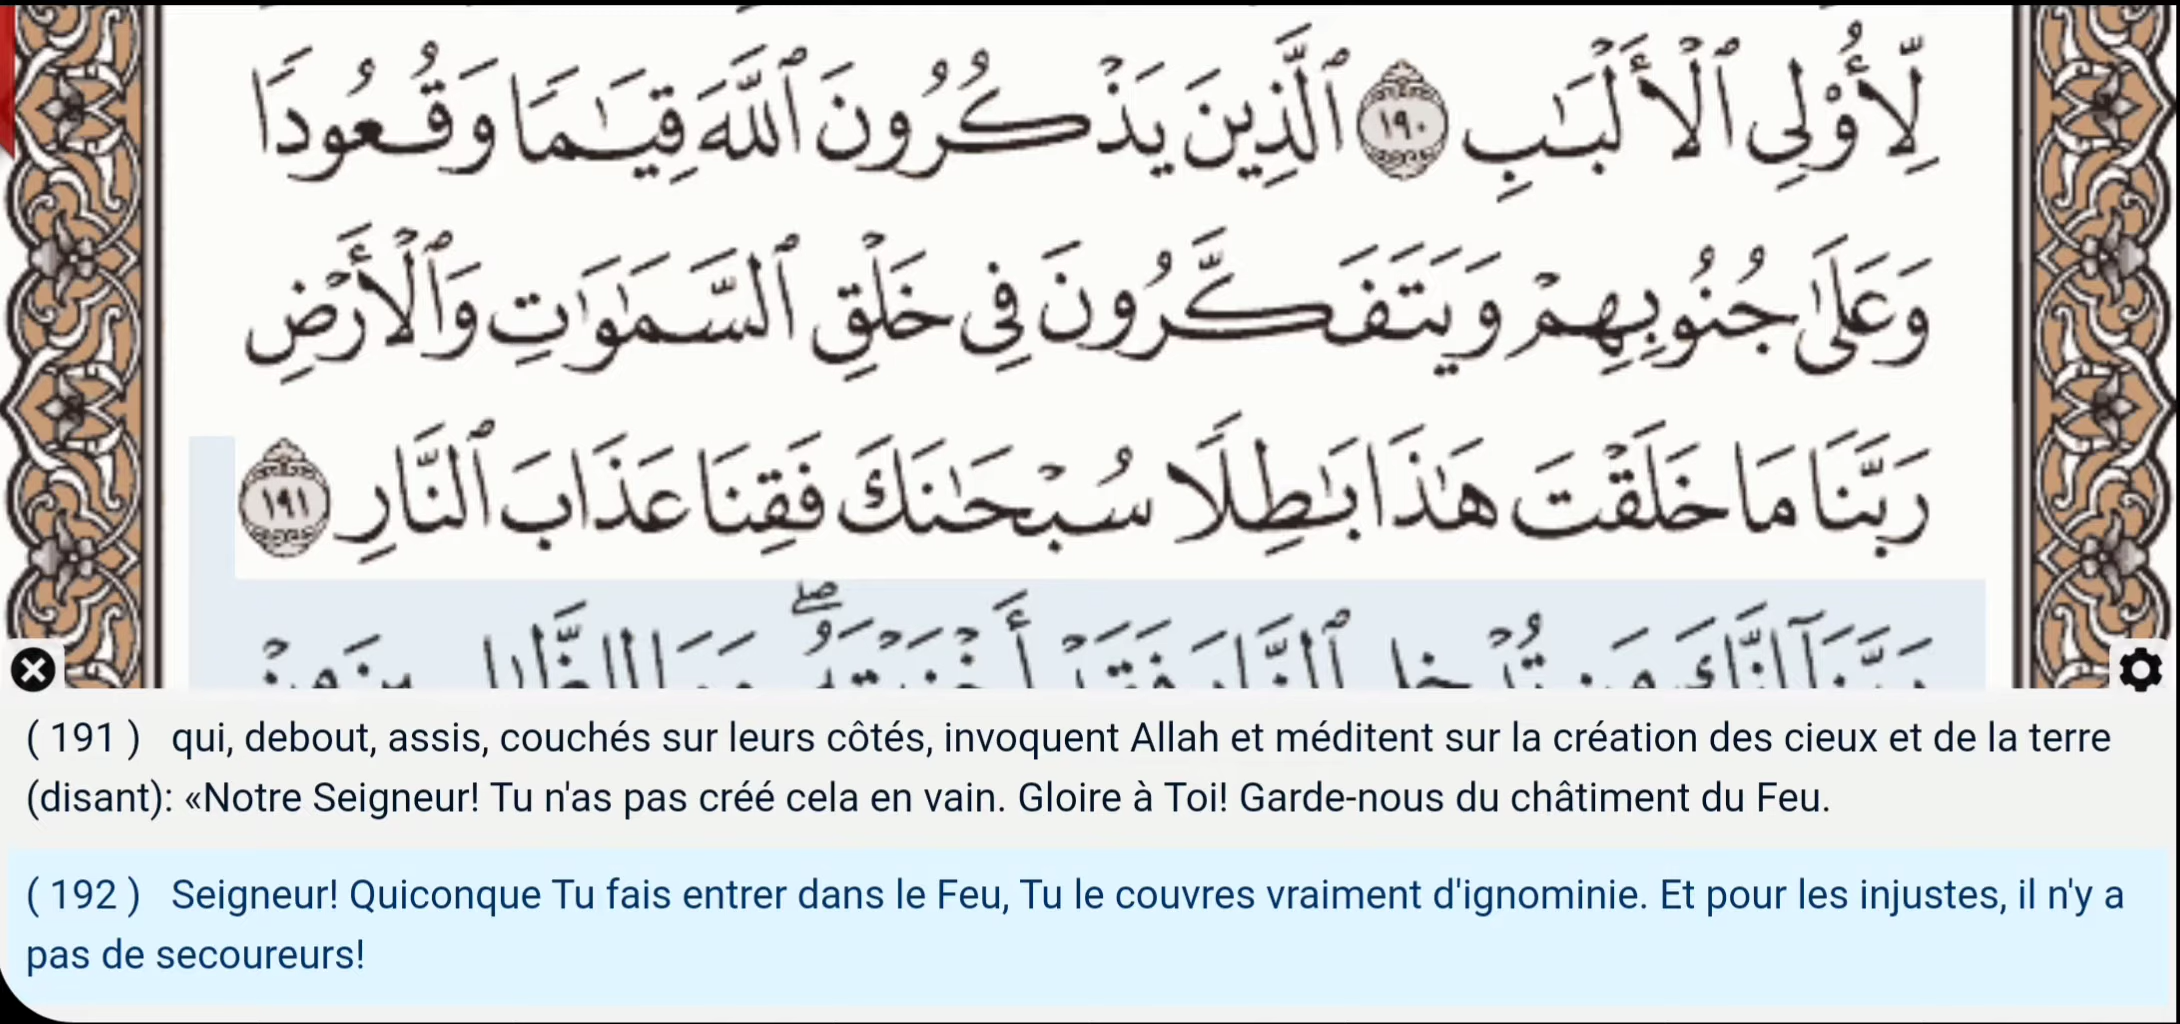 لِّأُوْلِى ٱلْأَلْبَـٰبِ ١٩٠ ٱلَّذِينَ يَذْكُرُونَ ٱللَّهَ قِيَـٰمًا وَقُعُودًا
وَعَلَىٰ جُنُوبِهِمْ وَيَتَفَكَّرُونَ فِى خَلْقِ ٱلسَّمَـٰوَٰتِ وَٱلْأَرْضِ
رَبَّنَا مَا خَلَقْتَ هَـٰذَا بَـٰطِلًا سُبْحَـٰنَكَ فَقِنَا عَذَابَ ٱلنَّارِ ١٩١
( 191 ) qui, debout, assis, couchés sur leurs côtés, invoquent Allah et méditent sur la création des cieux et de la terre
(disant): «Notre Seigneur! Tu n'as pas créé cela en vain. Gloire à Toi! Garde-nous du châtiment du Feu.
( 192 ) Seigneur! Quiconque Tu fais entrer dans le Feu, Tu le couvres vraiment d'ignominie. Et pour les injustes, il n'y a
pas de secoureurs!